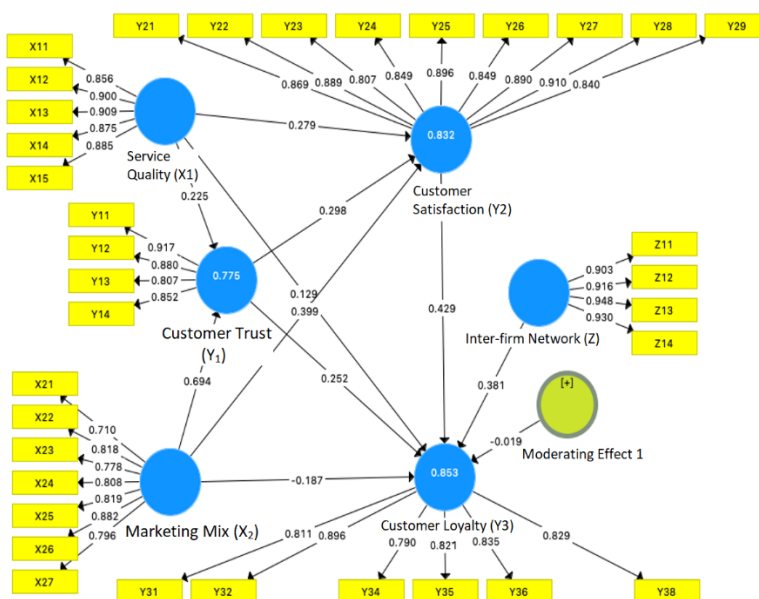 Y21 Y22 Y23 Y24 Y25 Y26 Y27 Y28 Y29
X11
X12
X13
X14
X15
0.856
0.900
0.909
0.875
0.885
0.869 0.889 0.807 0.849 0.896 0.849 0.890 0.910 0.840
0.832
0.279
Service
Quality (X1)
Customer
Satisfaction (Y2)
0.225
0.298
Y11
Y12
Y13
Y14
0.917
0.880
0.807
0.852
0.775
Customer Trust
(Y₁)
0.129
0.399
0.429
Z11
Z12
Z13
Z14
0.903
0.916
0.948
0.930
Inter-firm Network (Z)
0.694
0.252
0.381
[+]
-0.019
Moderating Effect 1
X21
X22
X23
X24
X25
X26
X27
0.710
0.818
0.778
0.808
0.819
0.882
0.796
Marketing Mix (X₂)
-0.187
0.853
Customer Loyalty (Y3)
0.811
0.896
0.790
0.821
0.835
0.829
Y31 Y32 Y34 Y35 Y36 Y38